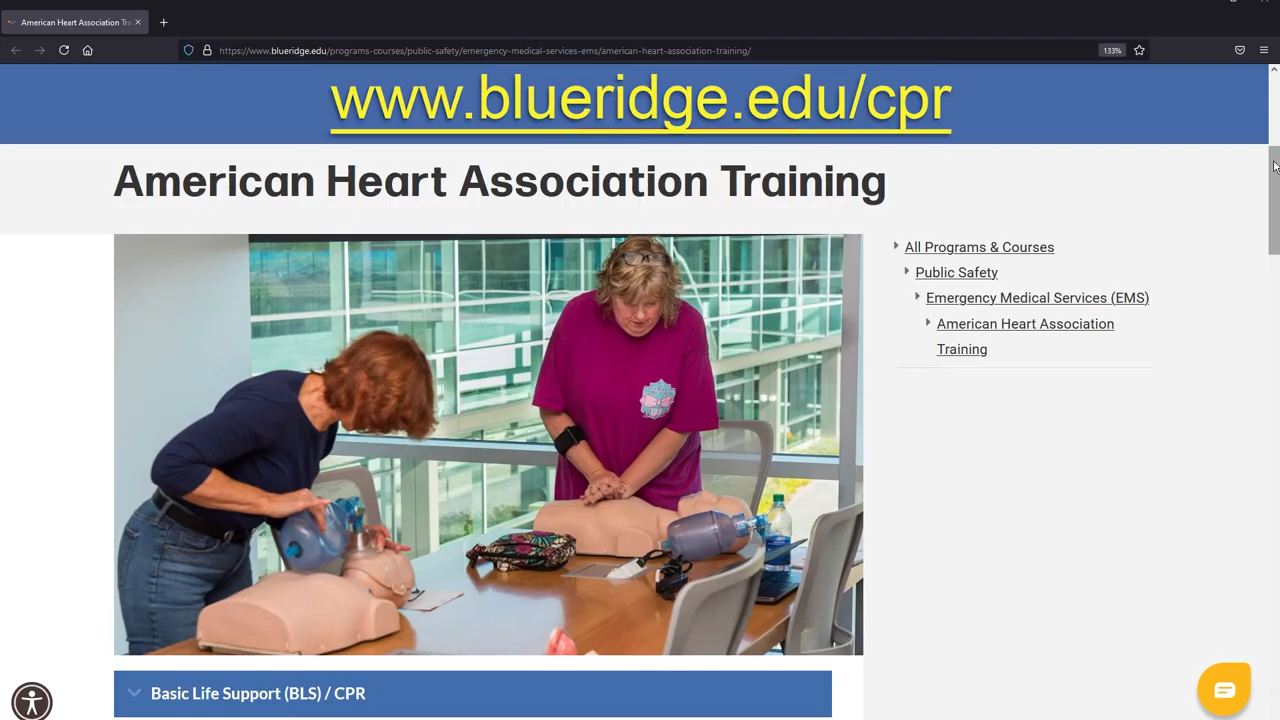 American Heart Association Tra
https://www.blueridge.edu/programs-courses/public-safety/emergency-medical-services-ems/american-heart-association-training/
133%
www.blueridge.edu/cpr
American Heart Association Training
All Programs & Courses
Public Safety
Emergency Medical Services (EMS)
American Heart Association
Training
Basic Life Support (BLS) / CPR